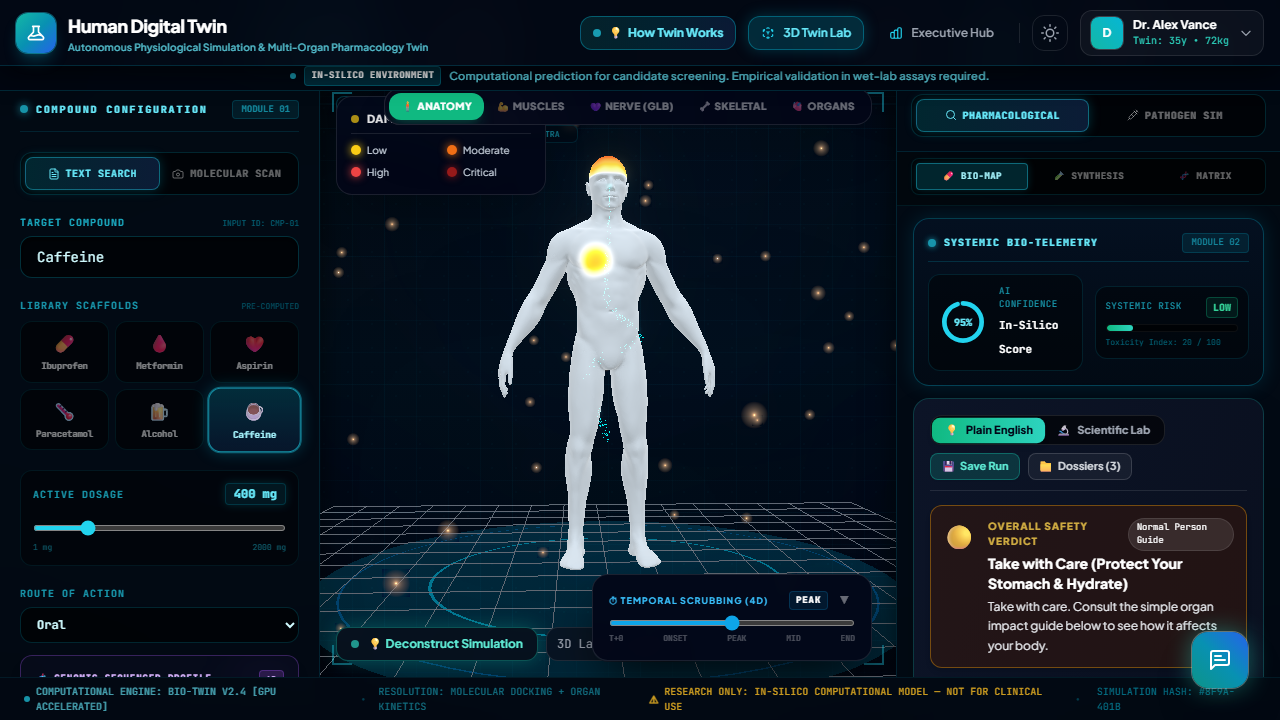 Human Digital Twin
Autonomous Physiological Simulation & Multi-Organ Pharmacology Twin
How Twin Works
3D Twin Lab
Executive Hub
D
Dr. Alex Vance
Twin: 35y • 72kg
IN-SILICO ENVIRONMENT
Computational prediction for candidate screening. Empirical validation in wet-lab assays required.
COMPOUND CONFIGURATION
MODULE 01
TEXT SEARCH
MOLECULAR SCAN
TARGET COMPOUND
INPUT ID: CMP-01
Caffeine
LIBRARY SCAFFOLDS
PRE-COMPUTED
Ibuprofen
Metformin
Aspirin
Paracetamol
Alcohol
Caffeine
ACTIVE DOSAGE
400 mg
1 mg
2000 mg
ROUTE OF ACTION
Oral
ANATOMY
MUSCLES
NERVE (GLB)
SKELETAL
ORGANS
Low
Moderate
High
Critical
TEMPORAL SCRUBBING (4D)
PEAK
T+0
ONSET
PEAK
MID
END
Deconstruct Simulation
3D La
PHARMACOLOGICAL
PATHOGEN SIM
BIO-MAP
SYNTHESIS
MATRIX
SYSTEMIC BIO-TELEMETRY
MODULE 02
95%
AI
CONFIDENCE
In-Silico
Score
SYSTEMIC RISK
LOW
Toxicity Index: 20 / 100
Plain English
Scientific Lab
Save Run
Dossiers (3)
OVERALL SAFETY
VERDICT
Normal Person
Guide
Take with Care (Protect Your
Stomach & Hydrate)
Take with care. Consult the simple organ
impact guide below to see how it affects
your body.
COMPUTATIONAL ENGINE: BIO-TWIN V2.4 [GPU
ACCELERATED]
RESOLUTION: MOLECULAR DOCKING + ORGAN
KINETICS
RESEARCH ONLY: IN-SILICO COMPUTATIONAL MODEL — NOT FOR CLINICAL
USE
SIMULATION HASH: #8F9A-
401B